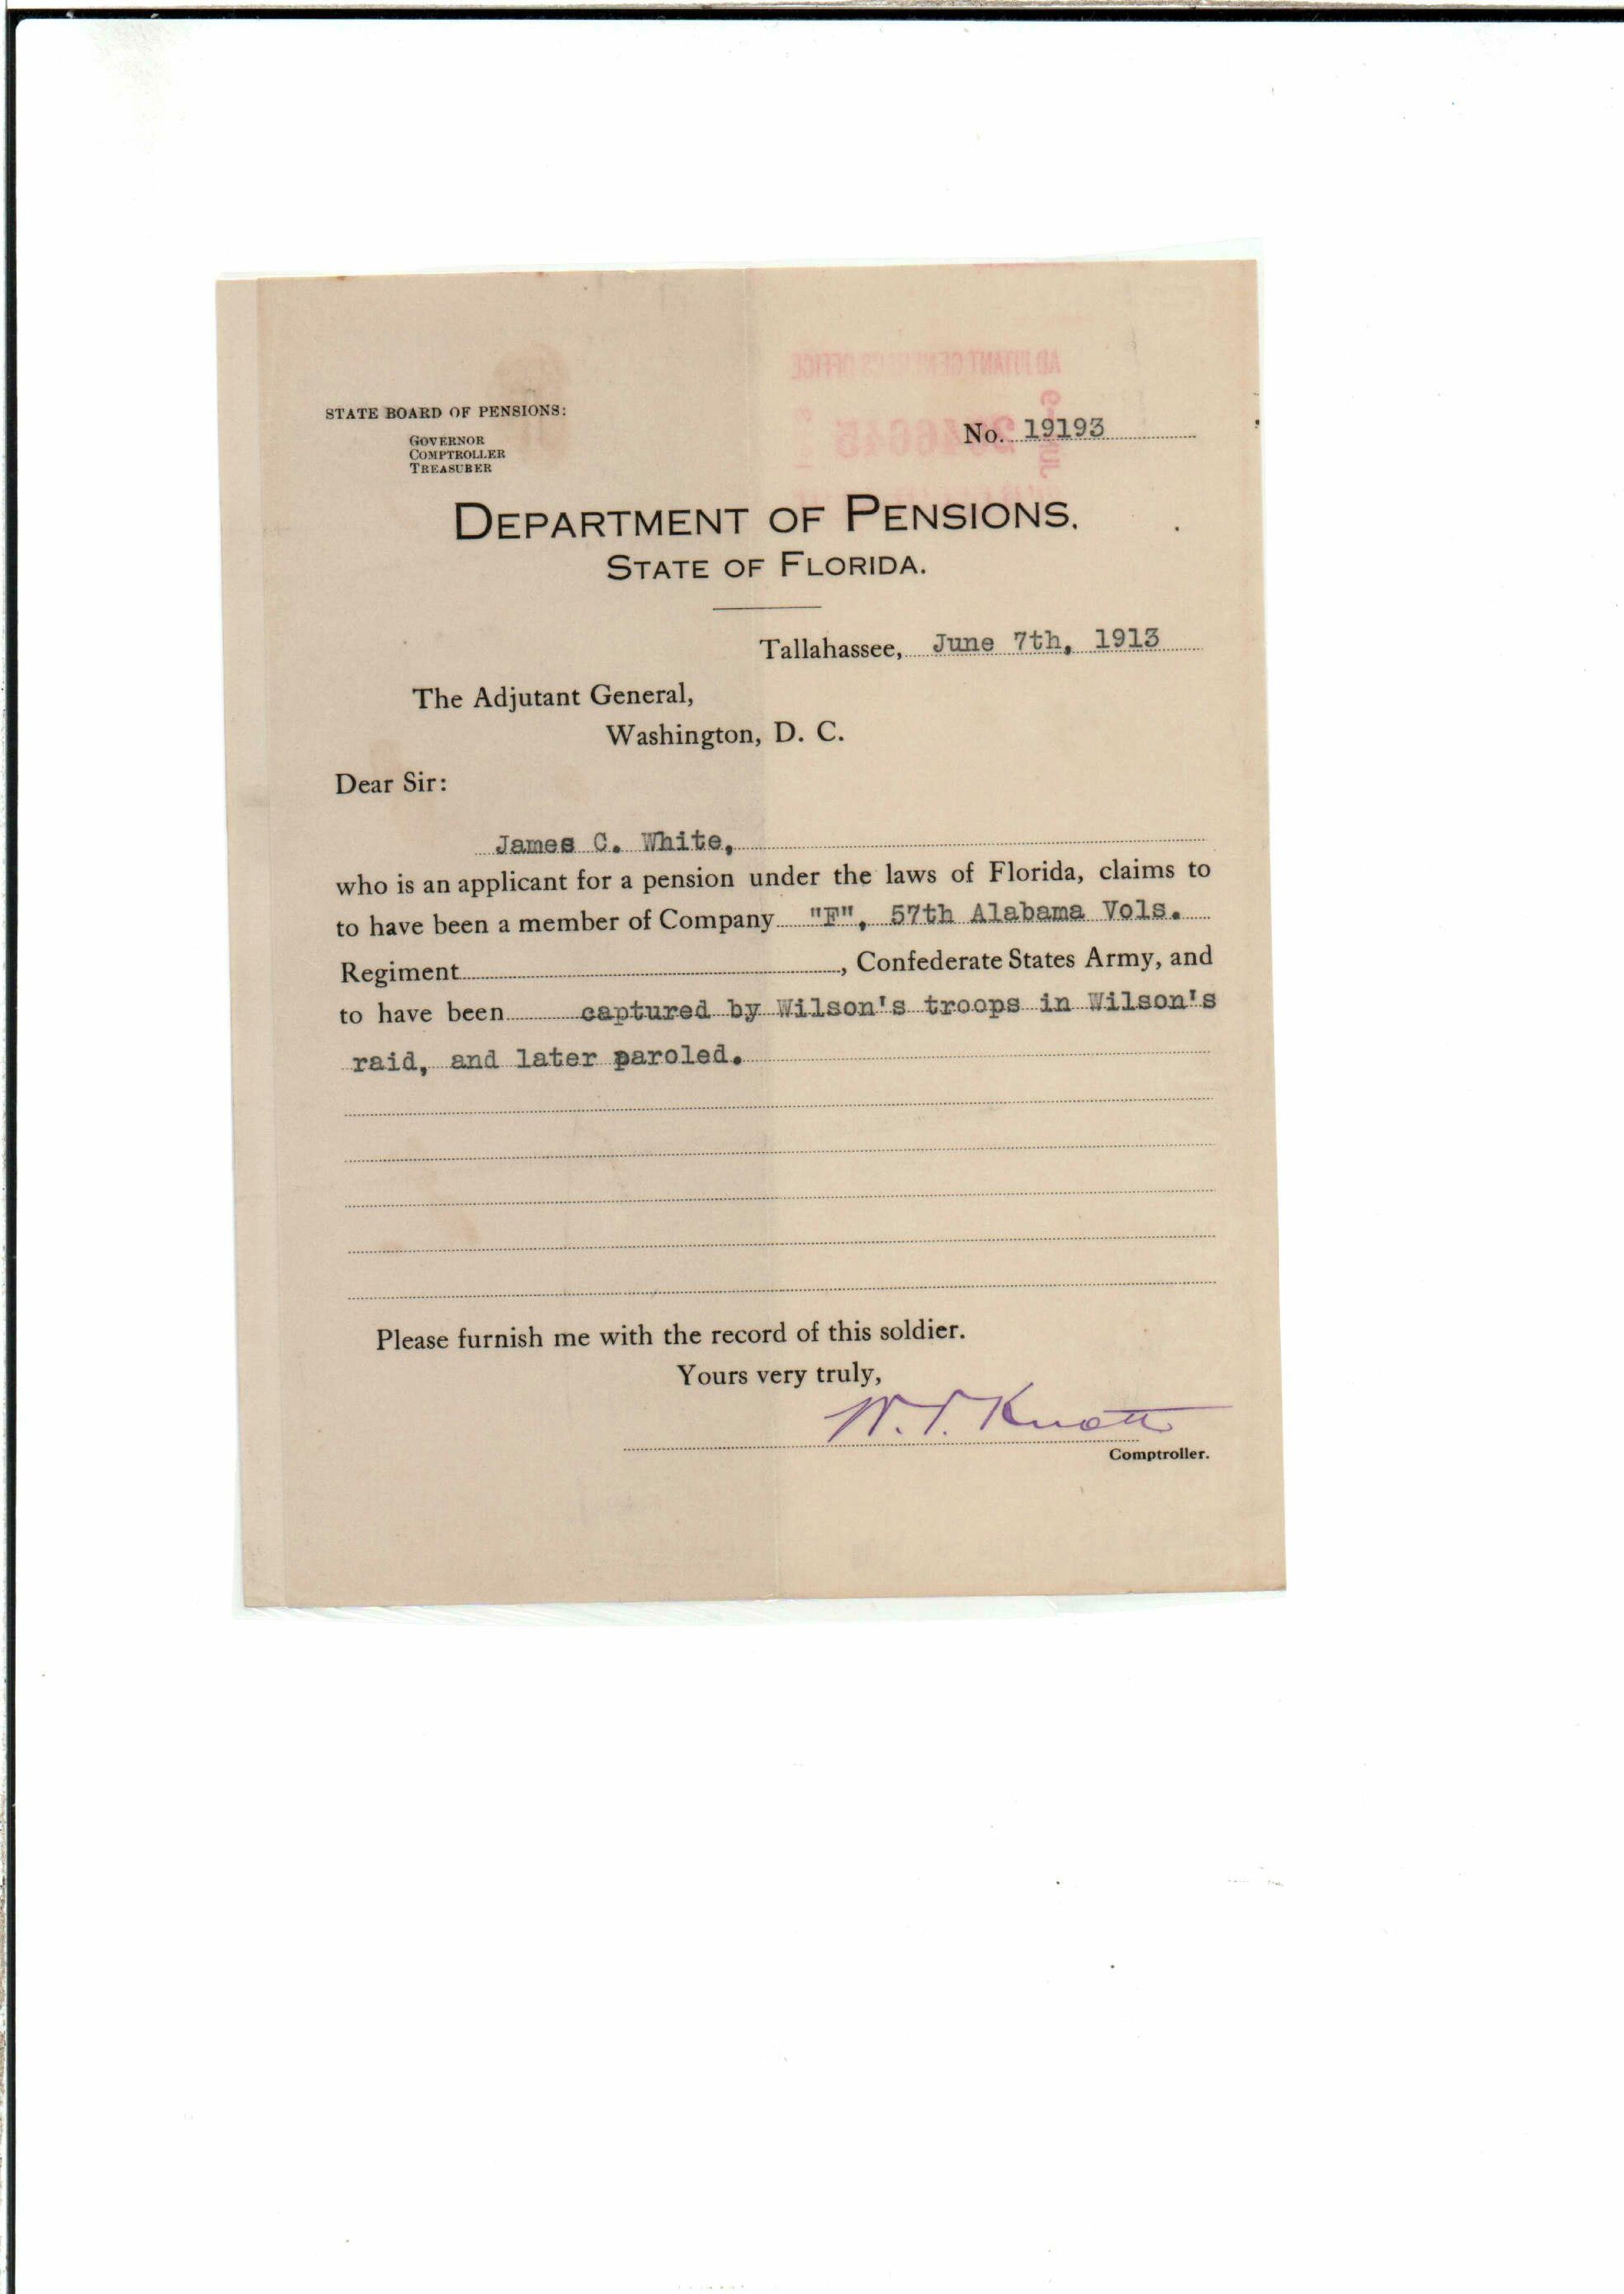 STATE BOARD OF PENSIONS:
GOVERNOR
COMPTROLLER
TREASURER
No. 19193
DEPARTMENT OF PENSIONS.
STATE OF FLORIDA.
Tallahassee, June 7th, 1913
The Adjutant General,
Washington, D. C.
Dear Sir:
James C. White,
who is an applicant for a pension under the laws of Florida, claims to
to have been a member of Company "F", 57th Alabama Vols.
Regiment , Confederate States Army, and
to have been captured by Wilson's troops in Wilson's
raid, and later paroled.
Please furnish me with the record of this soldier.
Yours very truly,
W. V. Knott
Comptroller.
ADJUTANT GENERAL'S OFFICE